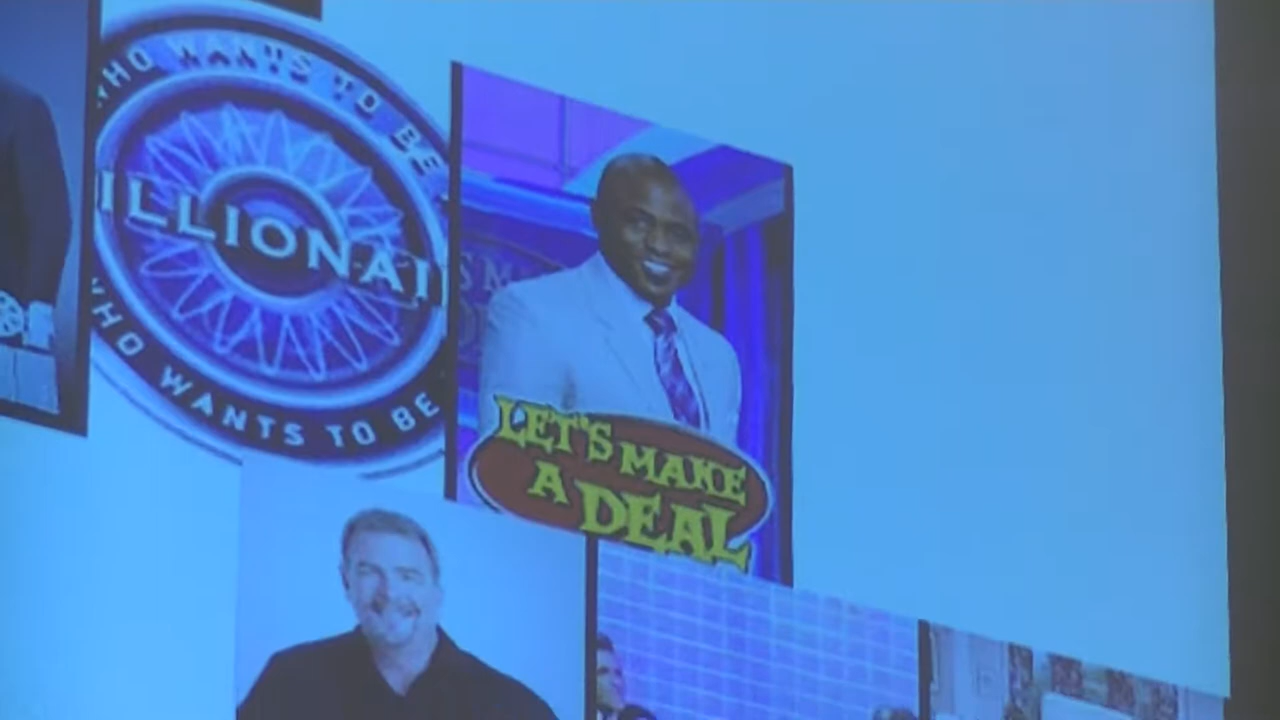 WHO WANTS TO BE
ILLIONAI
WHO WANTS TO BE
LET'S MAKE
A DEAL